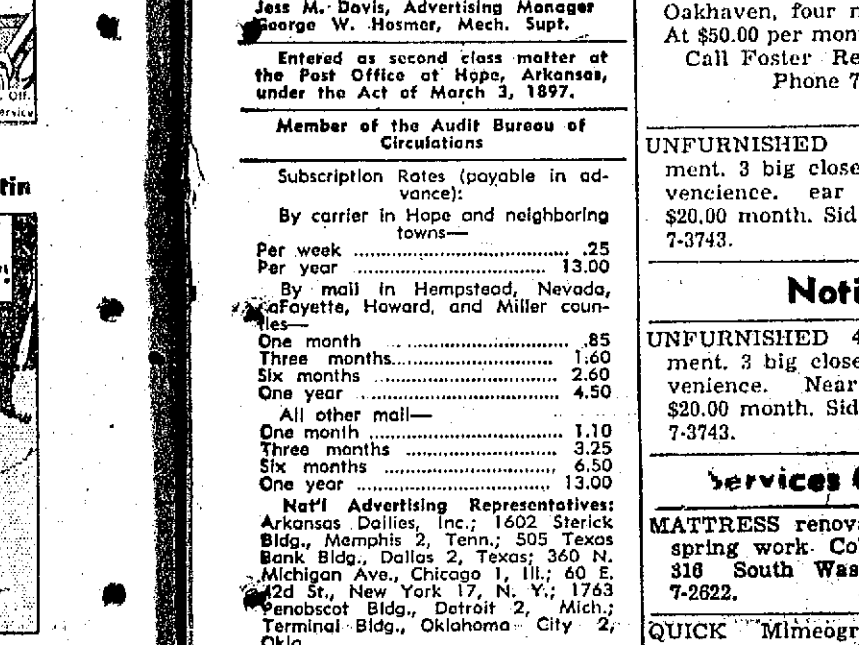 Off.
ervice
tin
Jess M. Davis, Advertising Manager
George W. Hosmer, Mech. Supt.
Entered as second class matter at
the Post Office at Hope, Arkansas,
under the Act of March 3, 1897.
Member of the Audit Bureau of
Circulations
Subscription Rates (payable in ad-
vance):
By carrier in Hope and neighboring
towns—
Per week .25
Per year 13.00
By mail in Hempstead, Nevada,
LaFayette, Howard, and Miller coun-
ties—
One month .85
Three months 1.60
Six months 2.60
One year 4.50
All other mail—
One month 1.10
Three months 3.25
Six months 6.50
One year 13.00
Nat'l Advertising Representatives:
Arkansas Dailies, Inc.; 1602 Sterick
Bldg., Memphis 2, Tenn.; 505 Texas
Bank Bldg., Dallas 2, Texas; 360 N.
Michigan Ave., Chicago 1, Ill.; 60 E.
42d St., New York 17, N. Y.; 1763
Penobscot Bldg., Detroit 2, Mich.;
Terminal Bldg., Oklahoma City 2,
Okla
Oakhaven, four
At $50.00 per mon
Call Foster Re
Phone 7
UNFURNISHED
ment. 3 big close
vencience. ear
$20.00 month. Sid
7-3743.
Noti
UNFURNISHED 4
ment. 3 big close
venience. Near
$20.00 month. Sid
7-3743.
Services
MATTRESS renova
spring work. Co
316 South Was
7-2622.
QUICK Mimeogr